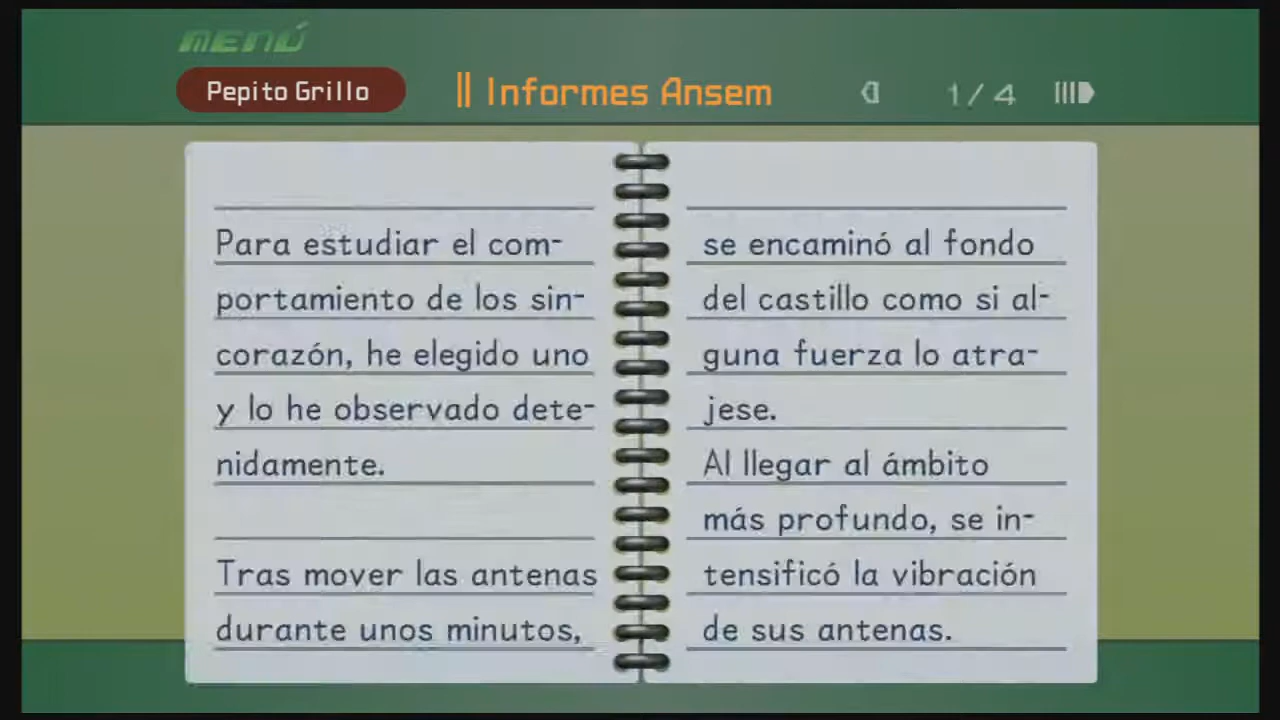 MENÚ
Pepito Grillo
Informes Ansem
1/4
Para estudiar el com-
portamiento de los sin-
corazón, he elegido uno
y lo he observado dete-
nidamente.
Tras mover las antenas
durante unos minutos,
se encaminó al fondo
del castillo como si al-
guna fuerza lo atra-
jese.
Al llegar al ámbito
más profundo, se in-
tensificó la vibración
de sus antenas.